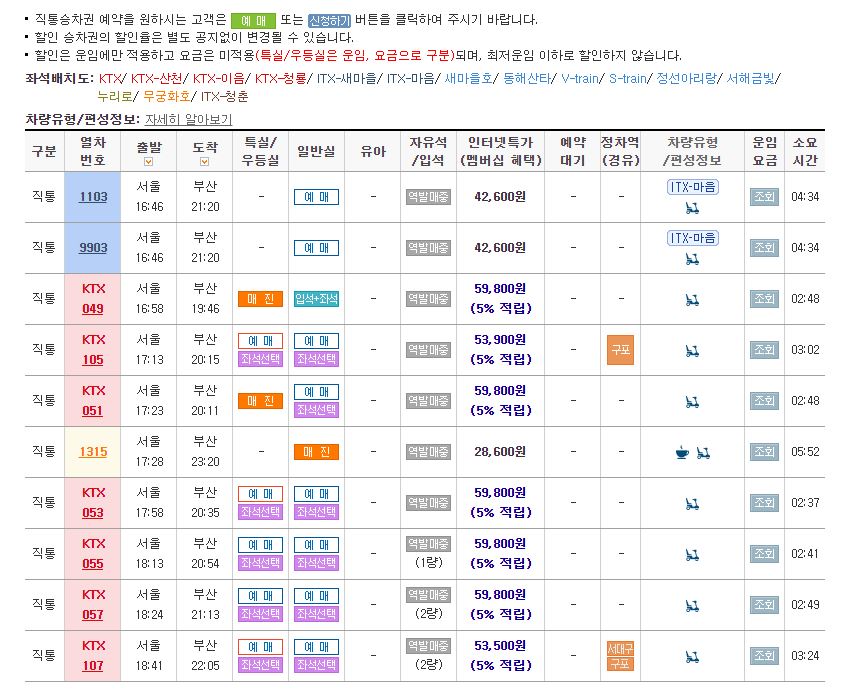 • 직통승차권 예약을 원하시는 고객은 예 매 또는 신청하기 버튼을 클릭하여 주시기 바랍니다.
• 할인 승차권의 할인율은 별도 공지없이 변경될 수 있습니다.
• 할인은 운임에만 적용하고 요금은 미적용(특실/우등실은 운임, 요금으로 구분)되며, 최저운임 이하로 할인하지 않습니다.
좌석배치도: KTX/ KTX-산천/ KTX-이음/ KTX-청룡/ ITX-새마을/ ITX-마음/ 새마을호/ 동해산타/ V-train/ S-train/ 정선아리랑/ 서해금빛/
누리로/ 무궁화호/ ITX-청춘
차량유형/편성정보: 자세히 알아보기
구분 열차번호 출발 도착 특실/우등실 일반실 유아 자유석/입석 인터넷특가(멤버십 혜택) 예약대기 정차역(경유) 차량유형/편성정보 운임요금 소요시간
직통 1103 서울 16:46 부산 21:20 - 예 매 - 역발매중 42,600원 - - ITX-마음 조회 04:34
직통 9903 서울 16:46 부산 21:20 - 예 매 - 역발매중 42,600원 - - ITX-마음 조회 04:34
직통 KTX 049 서울 16:58 부산 19:46 매 진 입석+좌석 - 역발매중 59,800원 (5% 적립) - - 조회 02:48
직통 KTX 105 서울 17:13 부산 20:15 예 매 좌석선택 예 매 좌석선택 - 역발매중 53,900원 (5% 적립) - 구포 조회 03:02
직통 KTX 051 서울 17:23 부산 20:11 매 진 예 매 좌석선택 - 역발매중 59,800원 (5% 적립) - - 조회 02:48
직통 1315 서울 17:28 부산 23:20 - 매 진 - 역발매중 28,600원 - - 조회 05:52
직통 KTX 053 서울 17:58 부산 20:35 예 매 좌석선택 예 매 좌석선택 - 역발매중 59,800원 (5% 적립) - - 조회 02:37
직통 KTX 055 서울 18:13 부산 20:54 예 매 좌석선택 예 매 좌석선택 - 역발매중 (1량) 59,800원 (5% 적립) - - 조회 02:41
직통 KTX 057 서울 18:24 부산 21:13 예 매 좌석선택 예 매 좌석선택 - 역발매중 (2량) 59,800원 (5% 적립) - - 조회 02:49
직통 KTX 107 서울 18:41 부산 22:05 예 매 좌석선택 예 매 좌석선택 - 역발매중 (2량) 53,500원 (5% 적립) - 서대구 구포 조회 03:24